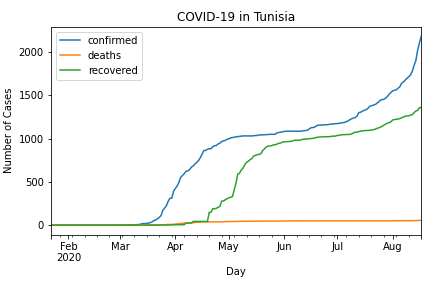 COVID-19 in Tunisia
confirmed
deaths
recovered
2000
1500
1000
500
0
Number of Cases
Feb
2020
Mar
Apr
May
Jun
Jul
Aug
Day